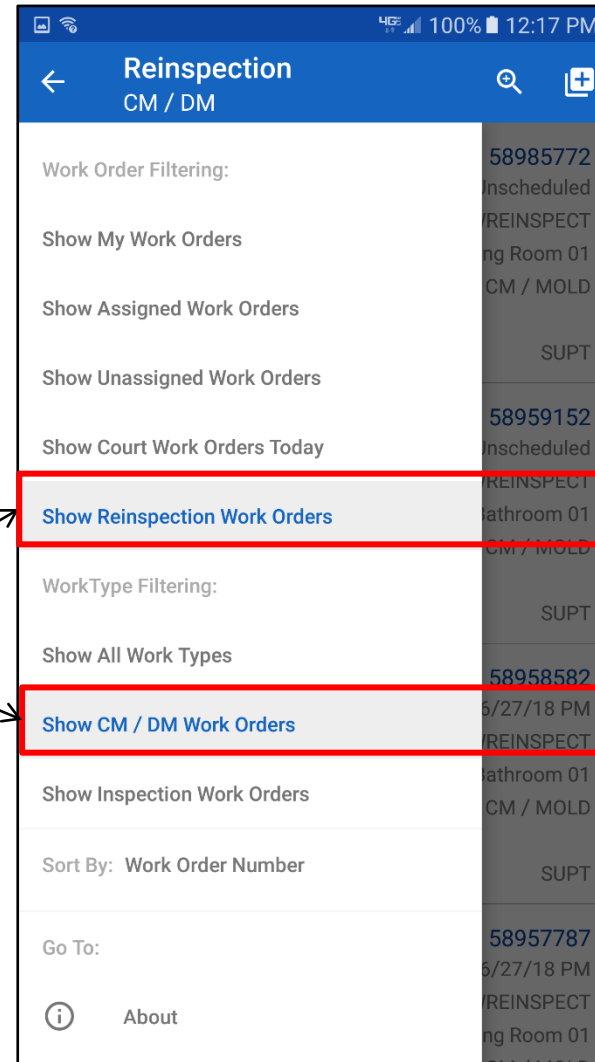 4G 100% 12:17 PM
Reinspection
CM / DM
Work Order Filtering:
Show My Work Orders
Show Assigned Work Orders
Show Unassigned Work Orders
Show Court Work Orders Today
Show Reinspection Work Orders
WorkType Filtering:
Show All Work Types
Show CM / DM Work Orders
Show Inspection Work Orders
Sort By: Work Order Number
Go To:
About
58985772
Unscheduled
/REINSPECT
ng Room 01
CM / MOLD
SUPT
58959152
Unscheduled
/REINSPECT
Bathroom 01
CM / MOLD
SUPT
58958582
6/27/18 PM
/REINSPECT
Bathroom 01
CM / MOLD
SUPT
58957787
6/27/18 PM
/REINSPECT
ng Room 01